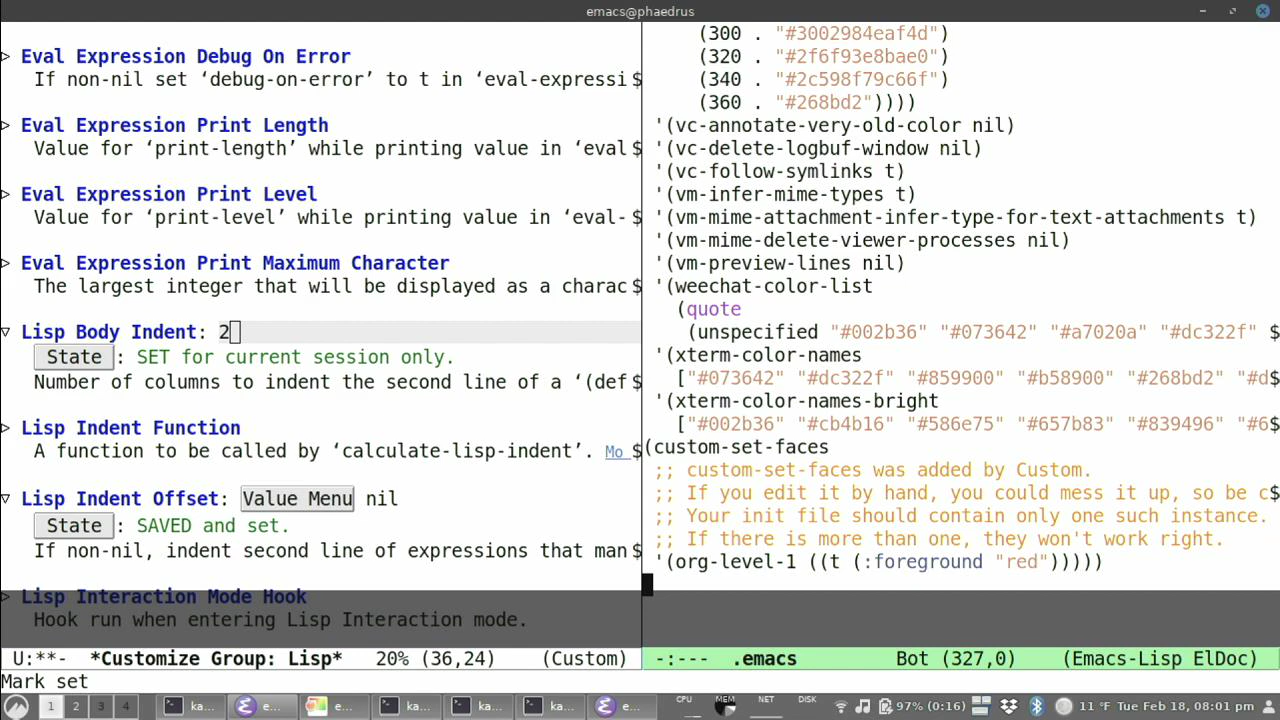 emacs@phaedrus
▷ Eval Expression Debug On Error
If non-nil set ‘debug-on-error’ to t in ‘eval-expressi$
▷ Eval Expression Print Length
Value for ‘print-length’ while printing value in ‘eval$
▷ Eval Expression Print Level
Value for ‘print-level’ while printing value in ‘eval-$
▷ Eval Expression Print Maximum Character
The largest integer that will be displayed as a charac$
▽ Lisp Body Indent: 2
State : SET for current session only.
Number of columns to indent the second line of a ‘(def$
▷ Lisp Indent Function
A function to be called by ‘calculate-lisp-indent’. Mo $
▽ Lisp Indent Offset: Value Menu nil
State : SAVED and set.
If non-nil, indent second line of expressions that man$
▷ Lisp Interaction Mode Hook
Hook run when entering Lisp Interaction mode.
U:**- *Customize Group: Lisp* 20% (36,24) (Custom)
(300 . "#3002984eaf4d")
(320 . "#2f6f93e8bae0")
(340 . "#2c598f79c66f")
(360 . "#268bd2"))))
'(vc-annotate-very-old-color nil)
'(vc-delete-logbuf-window nil)
'(vc-follow-symlinks t)
'(vm-infer-mime-types t)
'(vm-mime-attachment-infer-type-for-text-attachments t)
'(vm-mime-delete-viewer-processes nil)
'(vm-preview-lines nil)
'(weechat-color-list
(quote
(unspecified "#002b36" "#073642" "#a7020a" "#dc322f" $
'(xterm-color-names
["#073642" "#dc322f" "#859900" "#b58900" "#268bd2" "#d$
'(xterm-color-names-bright
["#002b36" "#cb4b16" "#586e75" "#657b83" "#839496" "#6$
(custom-set-faces
;; custom-set-faces was added by Custom.
;; If you edit it by hand, you could mess it up, so be c$
;; Your init file should contain only one such instance.
;; If there is more than one, they won't work right.
'(org-level-1 ((t (:foreground "red")))))
-:--- .emacs Bot (327,0) (Emacs-Lisp ElDoc)
Mark set
1 2 3 4 ka... e... e... ka... ka... ka... e... CPU MEM NET DISK 97% (0:16) 11 °F Tue Feb 18, 08:01 pm